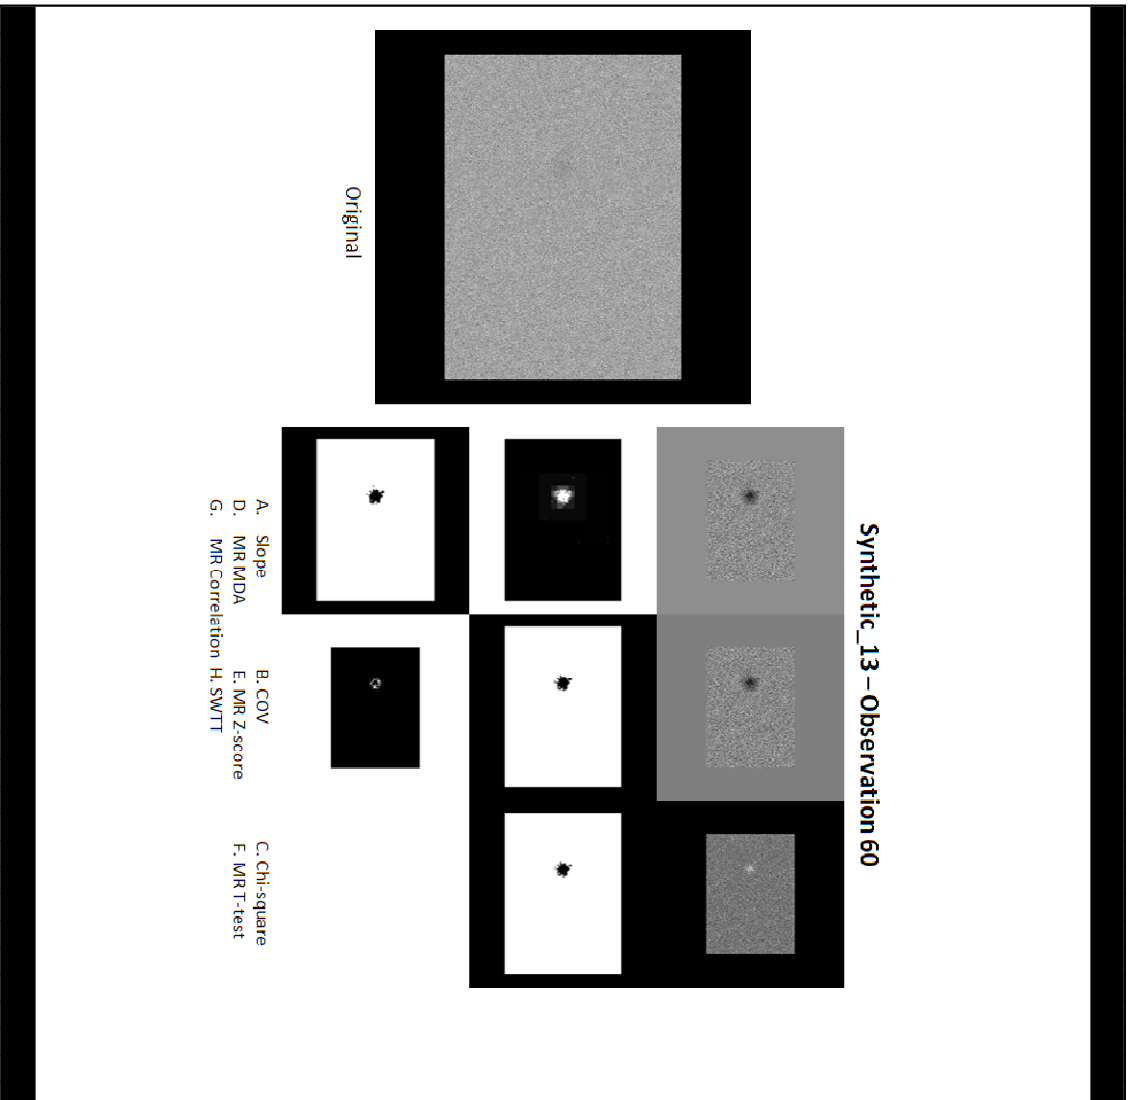 Synthetic_13 – Observation 60
Original
A. Slope B. COV C. Chi-square
D. MR MDA E. MR Z-score F. MR T-test
G. MR Correlation H. SWTT